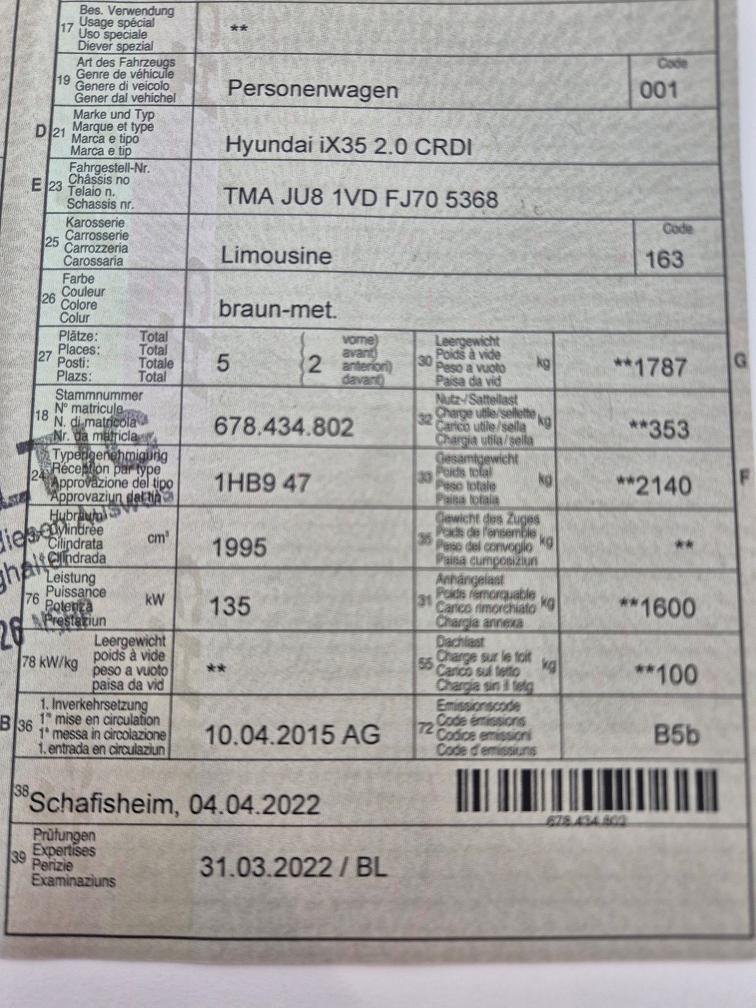 17 Bes. Verwendung
Usage spécial
Uso speciale
Diever spezial
**
19 Art des Fahrzeugs
Genre de véhicule
Genere di veicolo
Gener dal vehichel
Personenwagen
Code
001
D 21 Marke und Typ
Marque et type
Marca e tipo
Marca e tip
Hyundai iX35 2.0 CRDI
E 23 Fahrgestell-Nr.
Châssis no
Telaio n.
Schassis nr.
TMA JU8 1VD FJ70 5368
25 Karosserie
Carrosserie
Carrozzeria
Carossaria
Limousine
Code
163
26 Farbe
Couleur
Colore
Colur
braun-met.
27 Plätze: Total
Places: Total
Posti: Totale
Plazs: Total
5
2
vorne)
avant)
anteriori)
davant)
30 Leergewicht
Poids à vide
Peso a vuoto
Paisa da vid
kg
**1787
G
18 Stammnummer
N° matricule
N. di matricola
Nr. da matricla
678.434.802
32 Nutz-/Sattellast
Charge utile/sellette
Carico utile/sella
Chargia utila/sella
kg
**353
24 Typengenehmigung
Réception par type
Approvazione del tipo
Approvaziun dal tip
1HB9 47
33 Gesamtgewicht
Poids total
Peso totale
Paisa totala
kg
**2140
F
Hubraum
Cylindrée
Cilindrata
Cilindrada
cm³
1995
35 Gewicht des Zuges
Poids de l'ensemble
Peso del convoglio
Paisa cumposiziun
kg
**
76 Leistung
Puissance
Potenza
Prestaziun
kW
135
31 Anhängelast
Poids remorquable
Carico rimorchiato
Chargia annexa
kg
**1600
78 kW/kg
Leergewicht
poids à vide
peso a vuoto
paisa da vid
**
55 Dachlast
Charge sur le toit
Carico sul tetto
Chargia sin il tetg
kg
**100
B 36 1. Inverkehrsetzung
1re mise en circulation
1a messa in circolazione
1. entrada en circulaziun
10.04.2015 AG
72 Emissionscode
Code émissions
Codice emissioni
Code d'emissiuns
B5b
38 Schafisheim, 04.04.2022
678.434.802
39 Prüfungen
Expertises
Perizie
Examinaziuns
31.03.2022 / BL